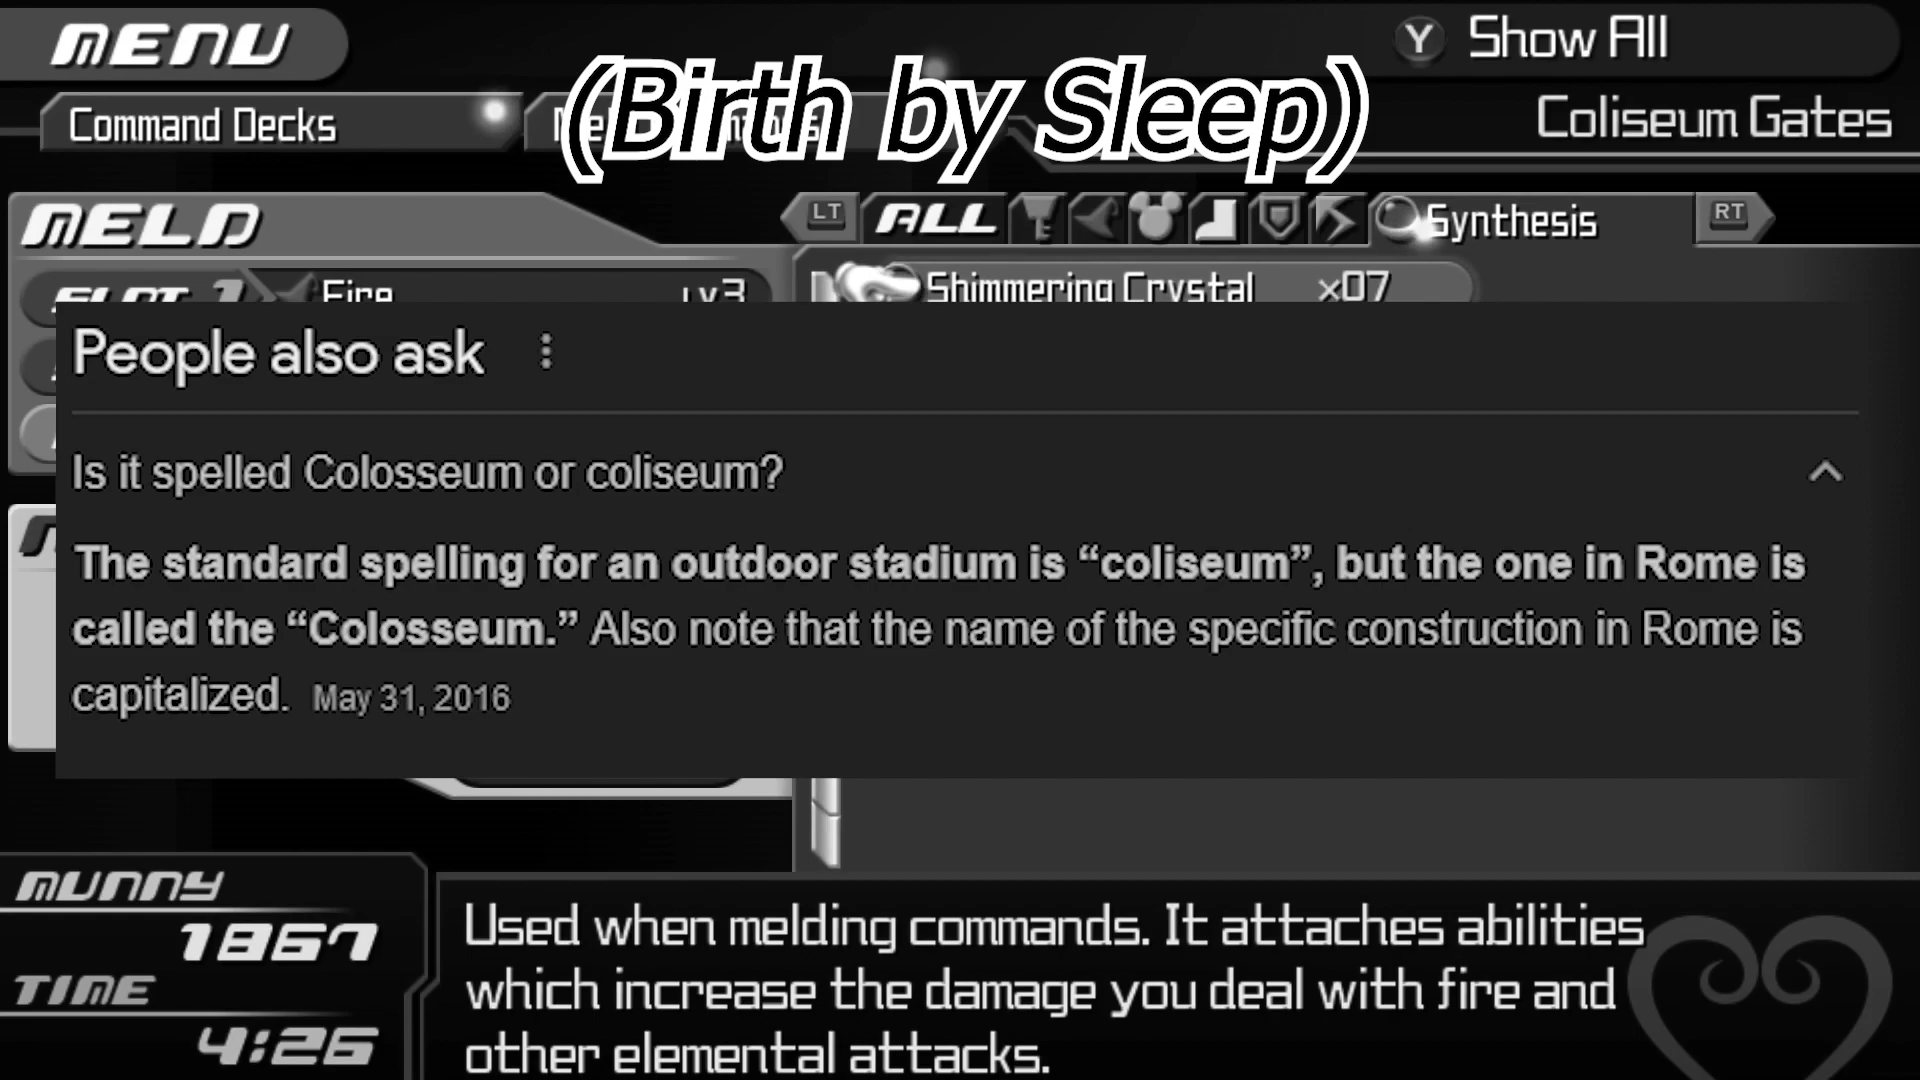 MENU
Y Show All
(Birth by Sleep)
Command Decks
Coliseum Gates
MELD
LT ALL Synthesis RT
SLOT 1 Fire LV3
Shimmering Crystal x07
People also ask
Is it spelled Colosseum or coliseum?
The standard spelling for an outdoor stadium is “coliseum”, but the one in Rome is
called the “Colosseum.” Also note that the name of the specific construction in Rome is
capitalized. May 31, 2016
MUNNY
1867
TIME
4:26
Used when melding commands. It attaches abilities
which increase the damage you deal with fire and
other elemental attacks.